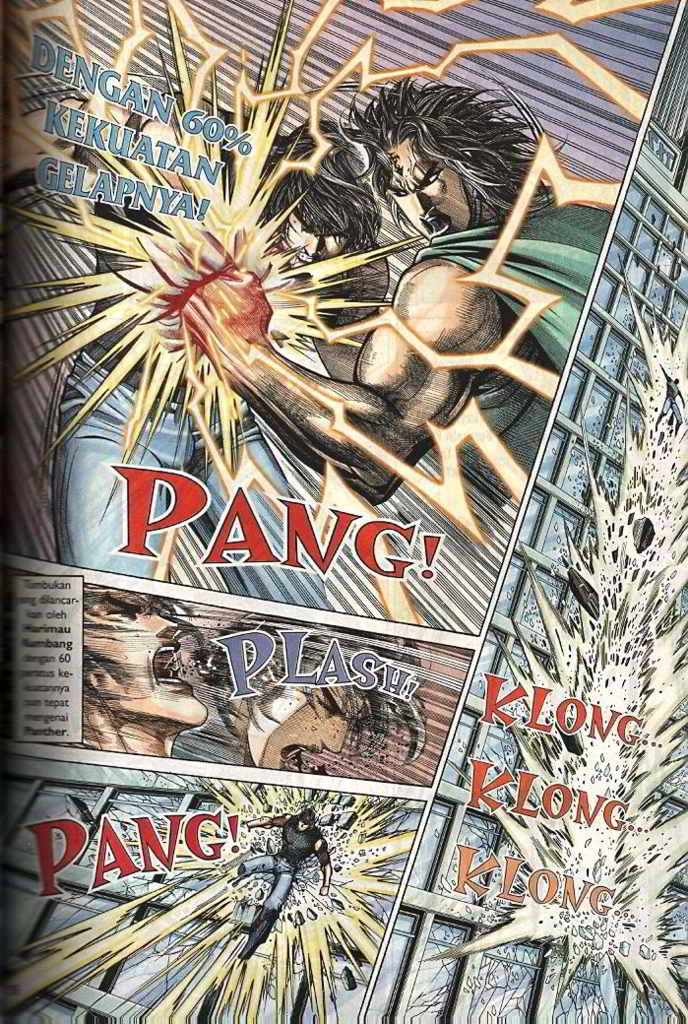 DENGAN 60%
KEKUATAN
GELAPNYA!
PANG!
Tumbukan
yang dilancar-
kan oleh
Harimau
Kumbang
dengan 60
peratus ke-
kuatannya
tepat
mengenai
Panther.
PLASH!
PANG!
KLONG...
KLONG...
KLONG...